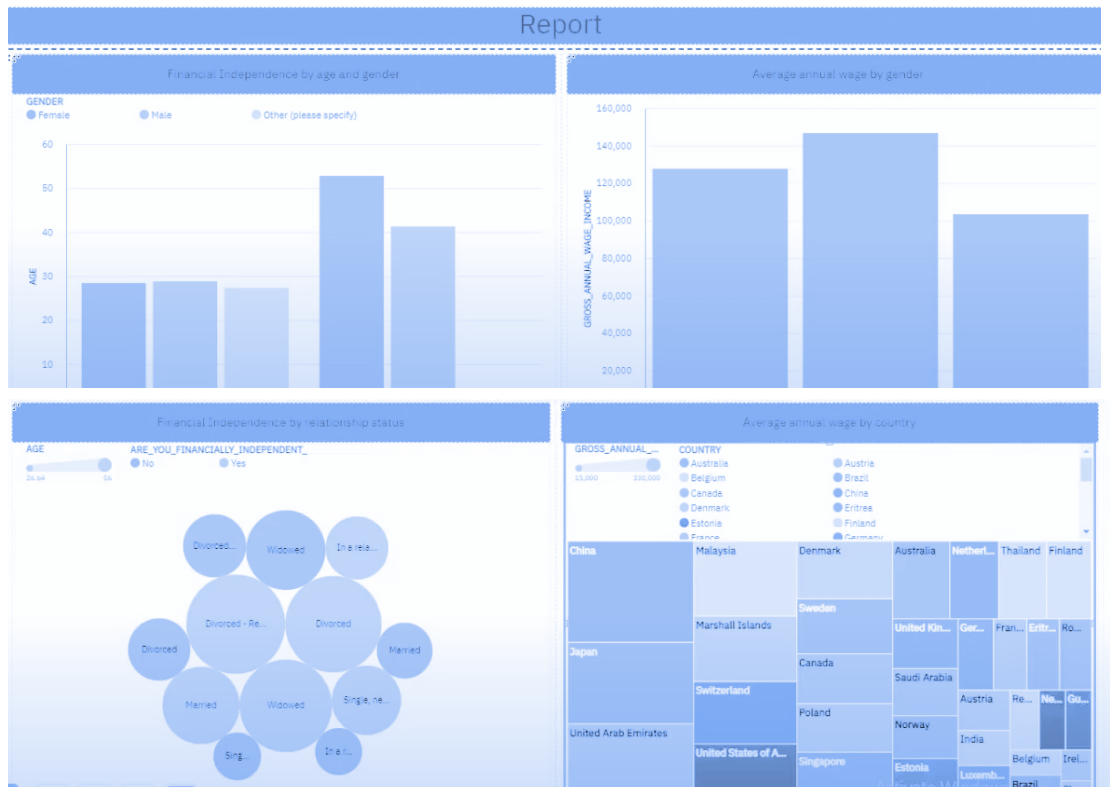 Report
Financial Independence by age and gender
GENDER
Female Male Other (please specify)
60
50
40
30
20
10
AGE
Average annual wage by gender
160,000
140,000
120,000
100,000
80,000
60,000
40,000
20,000
GROSS_ANNUAL_WAGE_INCOME
Financial Independence by relationship status
AGE
26.64 56
ARE_YOU_FINANCIALLY_INDEPENDENT_
No Yes
Divorced...
Widowed
In a rela...
Divorced - Re...
Divorced
Divorced
Married
Married
Widowed
Single, ne...
Sing...
In a r...
Average annual wage by country
GROSS_ANNUAL_...
15,000 330,000
COUNTRY
Australia Austria
Belgium Brazil
Canada China
Denmark Eritrea
Estonia Finland
France Germany
China
Japan
United Arab Emirates
Malaysia
Marshall Islands
Switzerland
United States of A...
Denmark
Sweden
Canada
Poland
Singapore
Australia
Netherl...
Thailand
Finland
United Kin...
Ger...
Fran...
Eritr...
Ro...
Saudi Arabia
Norway
Estonia
Austria
India
Luxemb...
Re...
Ne...
Gu...
Belgium
Irel...
Brazil